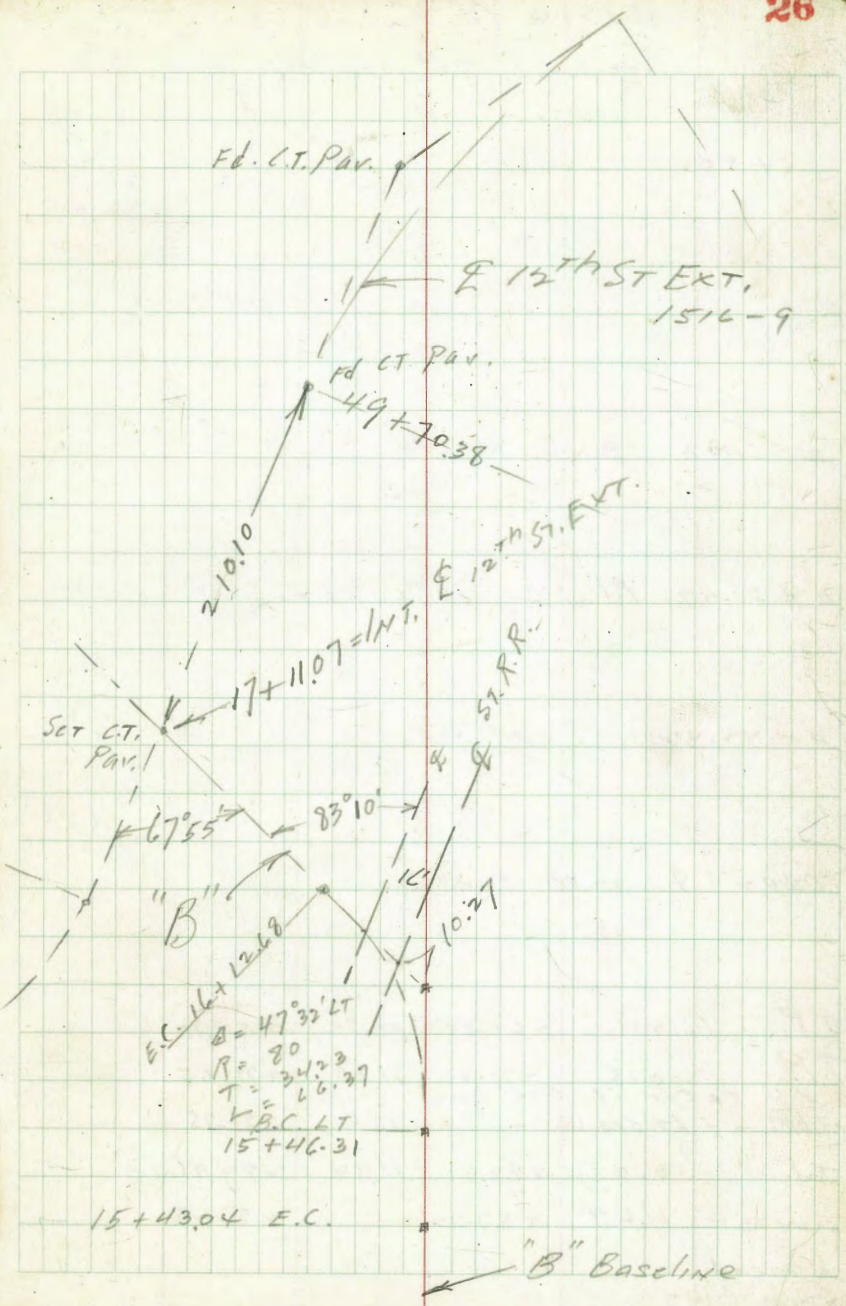 26
Fd. C.T. Pav.
℄ 12th ST EXT.
1516-9
Fd CT Pav.
49+70.38
210.10
℄ 12th ST. EXT.
17+11.07=INT.
ST. R.R.
Set C.T.
Pav.
℄ ℄
67°55'
83°10'
"B"
16'
10.27
E.C. 16+12.68
Δ = 47°32' LT
R = 80
T = 34.23
L = 66.37
B.C. LT
15+46.31
15+43.04 E.C.
"B" Baseline